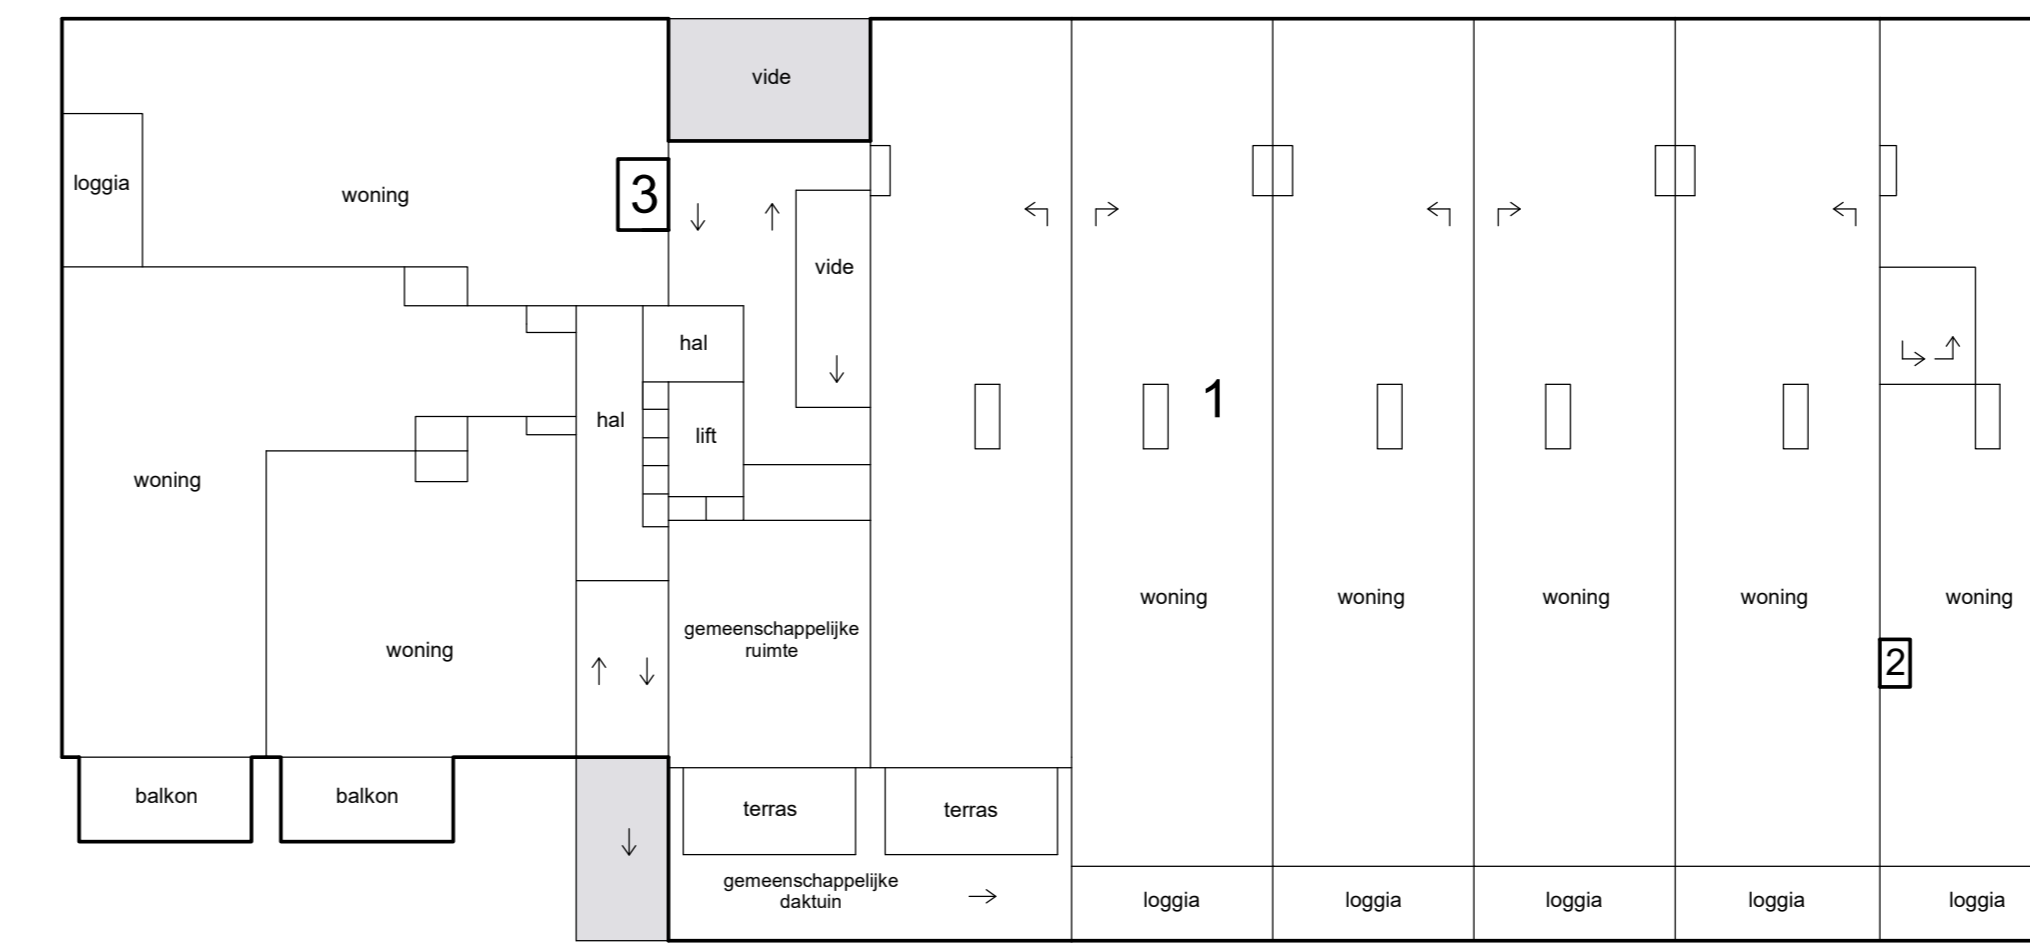 vide
loggia
woning
3
vide
hal
hal
lift
1
woning
woning
woning
woning
woning
woning
gemeenschappelijke
ruimte
woning
2
balkon
balkon
terras
terras
gemeenschappelijke
daktuin
loggia
loggia
loggia
loggia
loggia